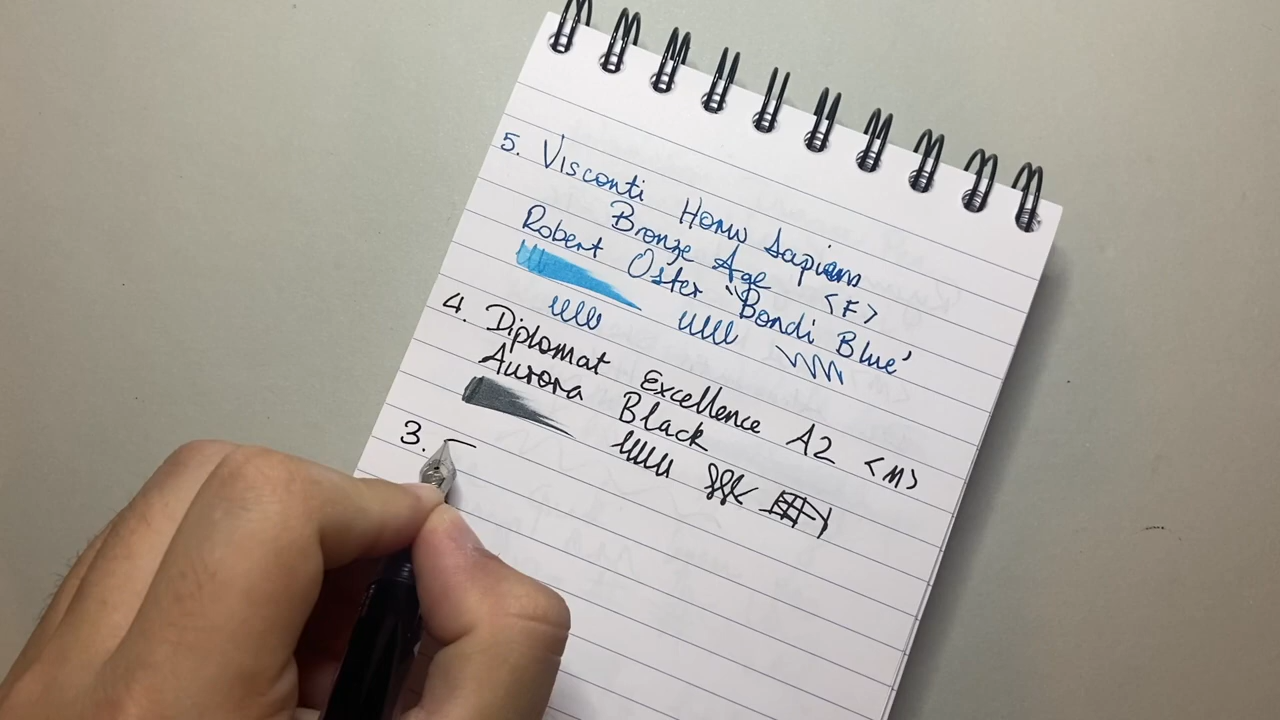 5. Visconti Homo Sapiens
Bronze Age <F>
Robert Oster 'Bondi Blue'
4. Diplomat Excellence A2 <M>
Aurora Black
3.